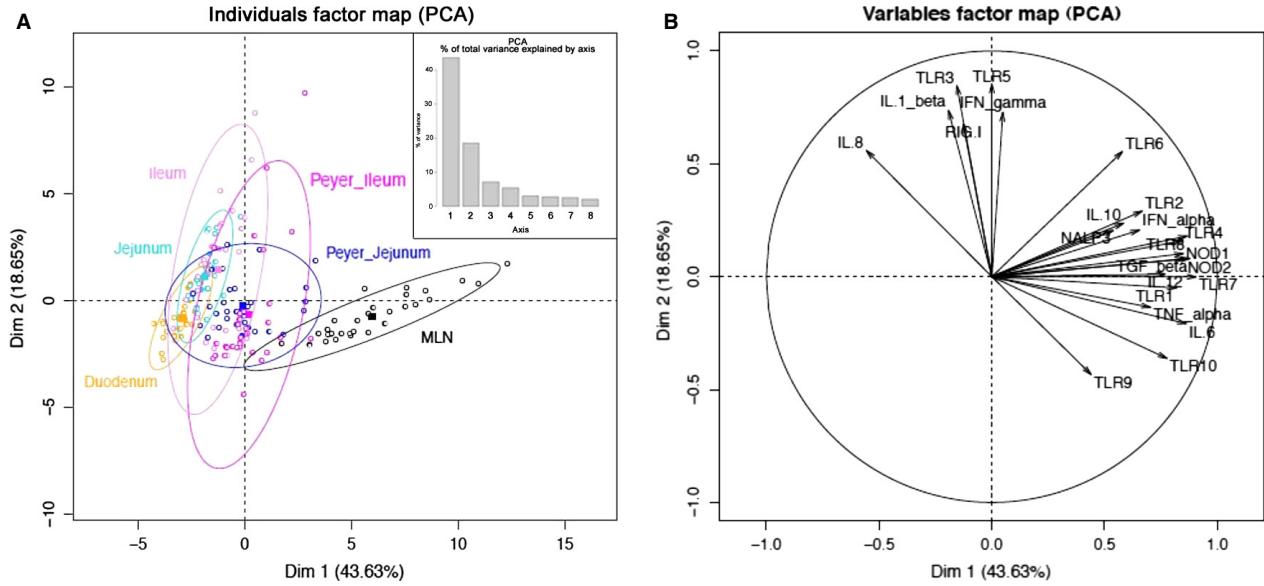 A
Individuals factor map (PCA)
PCA
% of total variance explained by axis
% of variance
40
30
20
10
0
1 2 3 4 5 6 7 8
Axis
Ileum
Peyer_Ileum
Jejunum
Peyer_Jejunum
MLN
Duodenum
10
5
0
−5
−10
Dim 2 (18.65%)
−5 0 5 10 15
Dim 1 (43.63%)
B
Variables factor map (PCA)
TLR3
TLR5
IL.1_beta
IFN_gamma
RIG.I
IL.8
TLR6
TLR2
IL.10
IFN_alpha
NALP3
TLR4
TLR8
NOD1
TGF_beta
NOD2
IL.12
TLR7
TLR1
TNF_alpha
IL.6
TLR10
TLR9
1.0
0.5
0.0
−0.5
−1.0
Dim 2 (18.65%)
−1.0 −0.5 0.0 0.5 1.0
Dim 1 (43.63%)